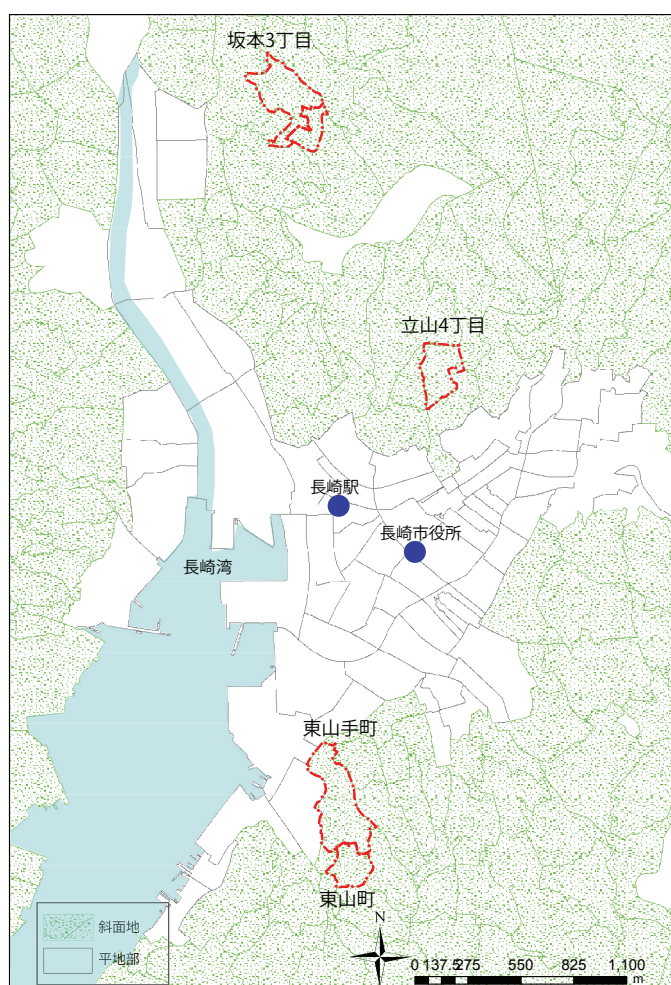 坂本3丁目
立山4丁目
長崎駅
長崎市役所
長崎湾
東山手町
東山町
斜面地
平地部
N
0 137.5 275 550 825 1,100
m